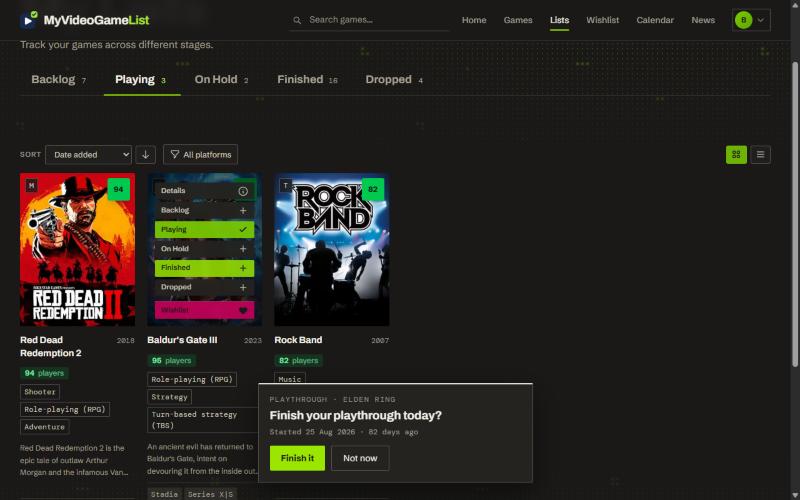 MyVideoGameList
Search games...
Home
Games
Lists
Wishlist
Calendar
News
B
Track your games across different stages.
Backlog 7
Playing 3
On Hold 2
Finished 16
Dropped 4
SORT
Date added
All platforms
M
94
ROCKSTAR GAMES PRESENTS
RED DEAD
REDEMPTION II
Details
Backlog
Playing
On Hold
Finished
Dropped
Wishlist
T
82
ROCK
BAND
Red Dead
Redemption 2
2018
94 players
Shooter
Role-playing (RPG)
Adventure
Red Dead Redemption 2 is the
epic tale of outlaw Arthur
Morgan and the infamous Van...
Baldur's Gate III
2023
95 players
Role-playing (RPG)
Strategy
Turn-based strategy
(TBS)
An ancient evil has returned to
Baldur's Gate, intent on
devouring it from the inside out.
Stadia
Series X|S
Rock Band
2007
82 players
Music
PLAYTHROUGH · ELDEN RING
Finish your playthrough today?
Started 25 Aug 2026 · 82 days ago
Finish it
Not now